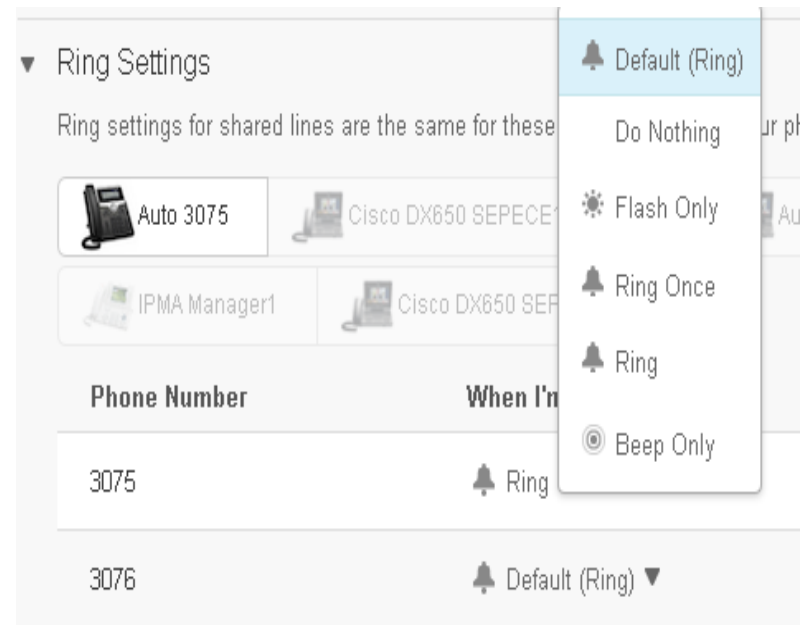 Ring Settings
Ring settings for shared lines are the same for these
Auto 3075
Cisco DX650 SEPECE
IPMA Manager1
Cisco DX650 SEP
Phone Number
When I'm
3075
Ring
3076
Default (Ring)
Default (Ring)
Do Nothing
Flash Only
Ring Once
Ring
Beep Only